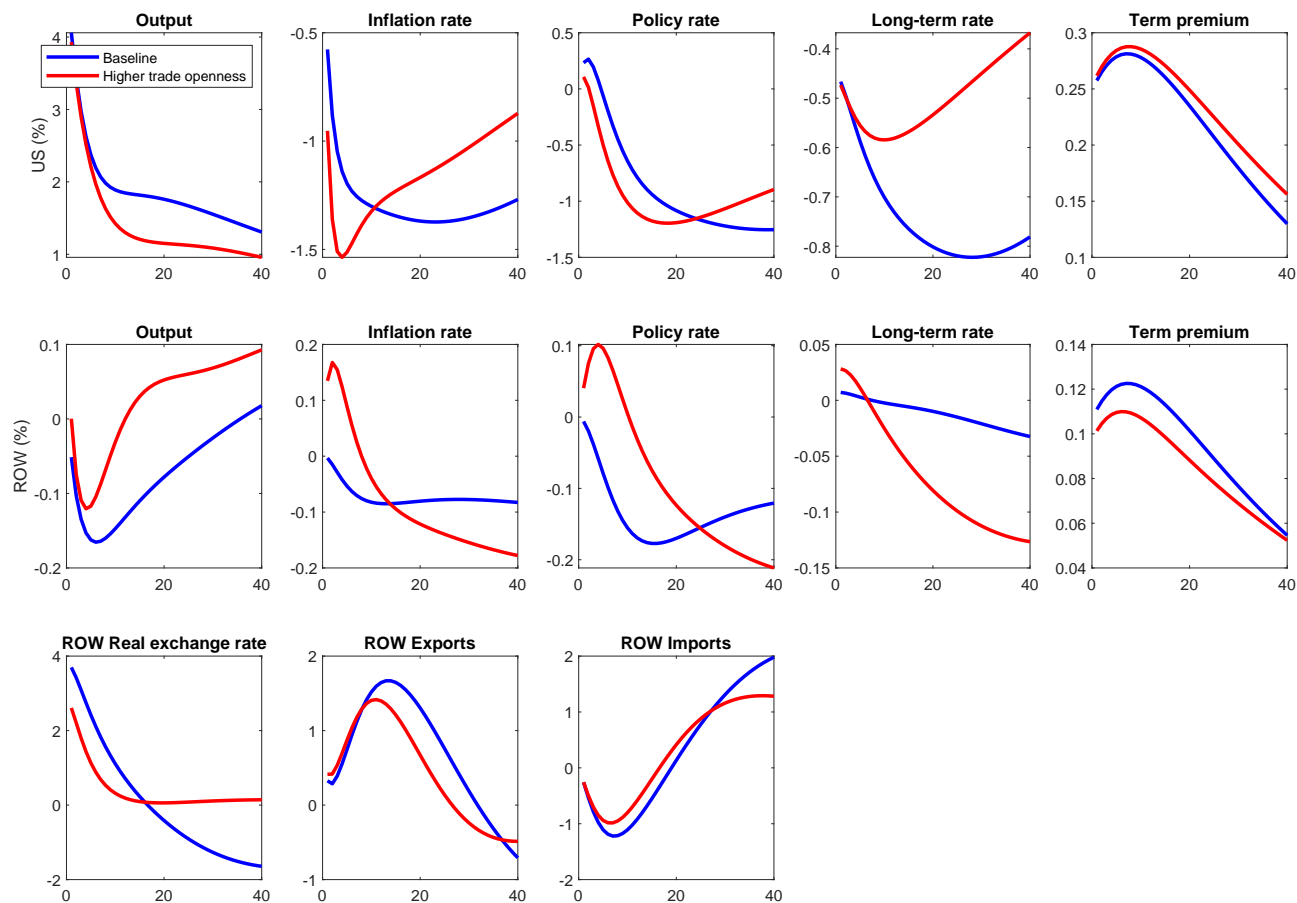 Output Inflation rate Policy rate Long-term rate Term premium
Baseline
Higher trade openness
US (%)
4
3
2
1
0 20 40
-0.5
-1
-1.5
0 20 40
0.5
0
-0.5
-1
-1.5
0 20 40
-0.4
-0.5
-0.6
-0.7
-0.8
0 20 40
0.3
0.25
0.2
0.15
0.1
0 20 40
Output Inflation rate Policy rate Long-term rate Term premium
ROW (%)
0.1
0
-0.1
-0.2
0 20 40
0.2
0.1
0
-0.1
-0.2
0 20 40
0.1
0
-0.1
-0.2
0 20 40
0.05
0
-0.05
-0.1
-0.15
0 20 40
0.14
0.12
0.1
0.08
0.06
0.04
0 20 40
ROW Real exchange rate ROW Exports ROW Imports
4
2
0
-2
0 20 40
2
1
0
-1
0 20 40
2
1
0
-1
-2
0 20 40